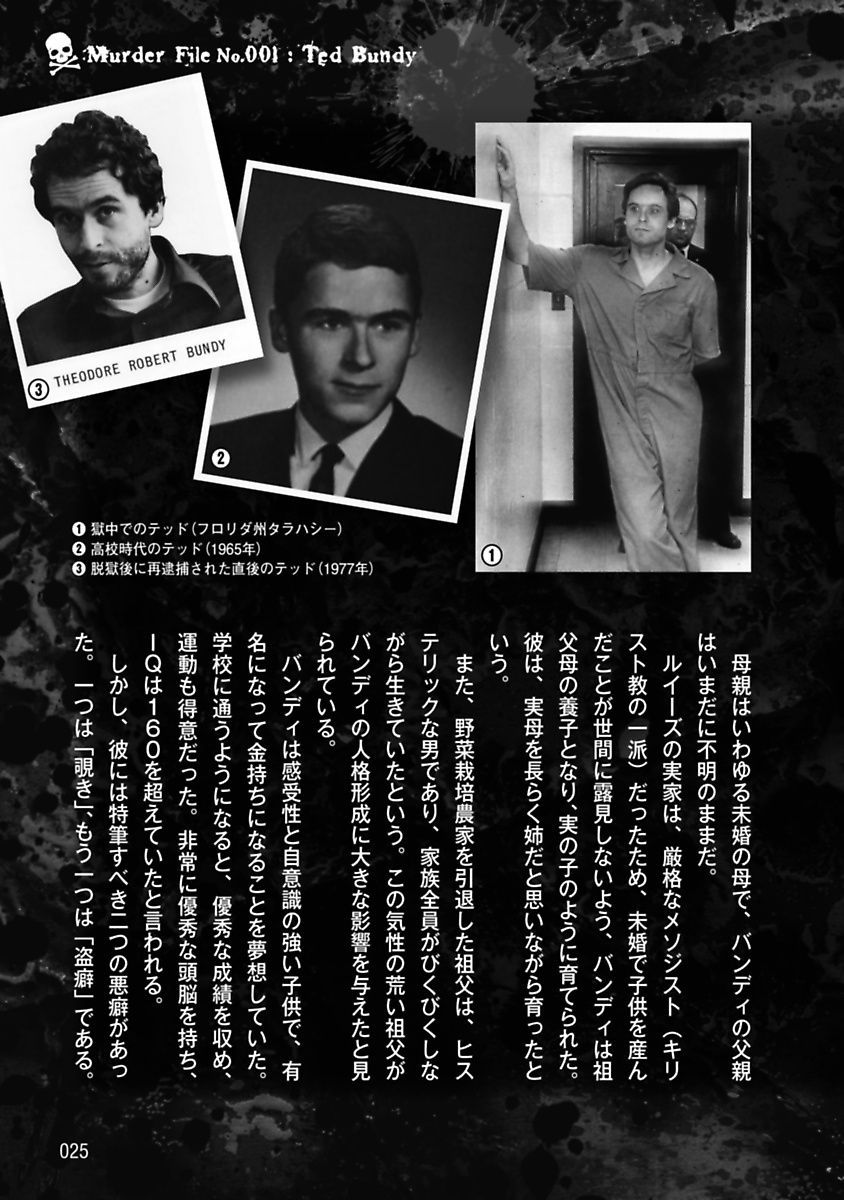 Murder File No.001 : Ted Bundy
THEODORE ROBERT BUNDY
③
②
①
❶ 獄中でのテッド（フロリダ州タラハシー）
❷ 高校時代のテッド（1965年）
❸ 脱獄後に再逮捕された直後のテッド（1977年）
母親はいわゆる未婚の母で、バンディの父親
はいまだに不明のままだ。
ルイーズの実家は、厳格なメソジスト（キリ
スト教の一派）だったため、未婚で子供を産ん
だことが世間に露見しないよう、バンディは祖
父母の養子となり、実の子のように育てられた。
彼は、実母を長らく姉だと思いながら育ったと
いう。
また、野菜栽培農家を引退した祖父は、ヒス
テリックな男であり、家族全員がびくびくしな
がら生きていたという。この気性の荒い祖父が
バンディの人格形成に大きな影響を与えたと見
られている。
バンディは感受性と自意識の強い子供で、有
名になって金持ちになることを夢想していた。
学校に通うようになると、優秀な成績を収め、
運動も得意だった。非常に優秀な頭脳を持ち、
IQは160を超えていたと言われる。
しかし、彼には特筆すべき二つの悪癖があっ
た。一つは「覗き」、もう一つは「盗癖」である。
025